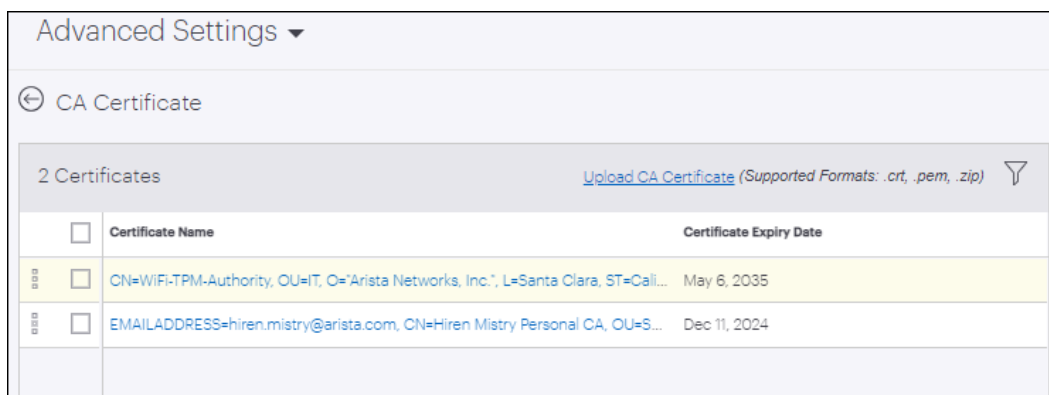 Advanced Settings
CA Certificate
2 Certificates
Upload CA Certificate (Supported Formats: .crt, .pem, .zip)
Certificate Name Certificate Expiry Date
CN=WiFi-TPM-Authority, OU=IT, O="Arista Networks, Inc.", L=Santa Clara, ST=Cali... May 6, 2035
EMAILADDRESS=hiren.mistry@arista.com, CN=Hiren Mistry Personal CA, OU=S... Dec 11, 2024